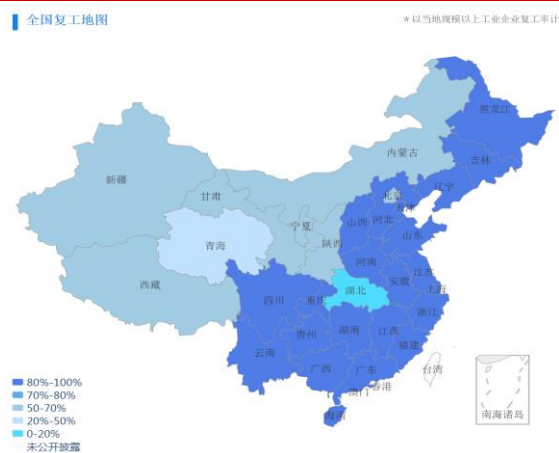 全国复工地图
*以当地规模以上工业企业复工率计
黑龙江
内蒙古
吉林
新疆
辽宁
甘肃
北京
天津
宁夏
山西
河北
陕西
山东
青海
河南
西藏
江苏
安徽
上海
湖北
四川
重庆
浙江
湖南
江西
贵州
福建
云南
台湾
广西
广东
香港
澳门
海南
南海诸岛
80%-100%
70%-80%
50-70%
20%-50%
0-20%
未公开披露